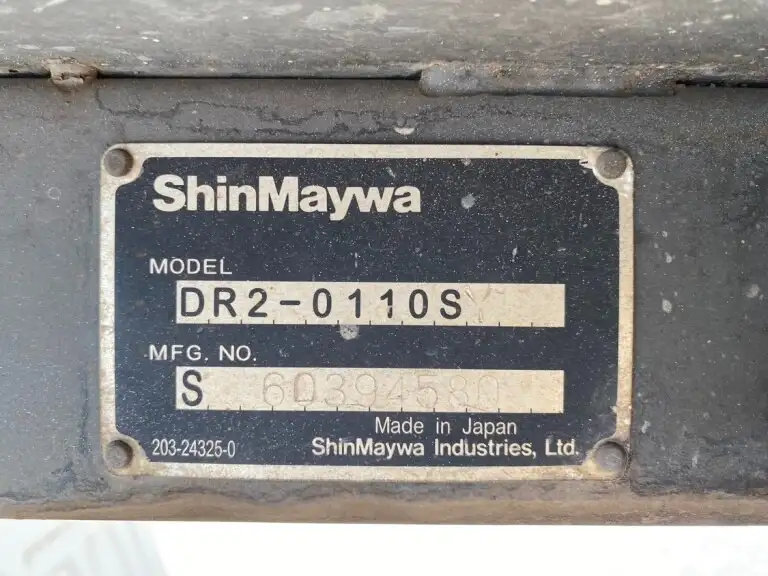 ShinMaywa
MODEL
DR2-0110S
MFG. NO.
S 60394580
Made in Japan
203-24325-0 ShinMaywa Industries, Ltd.